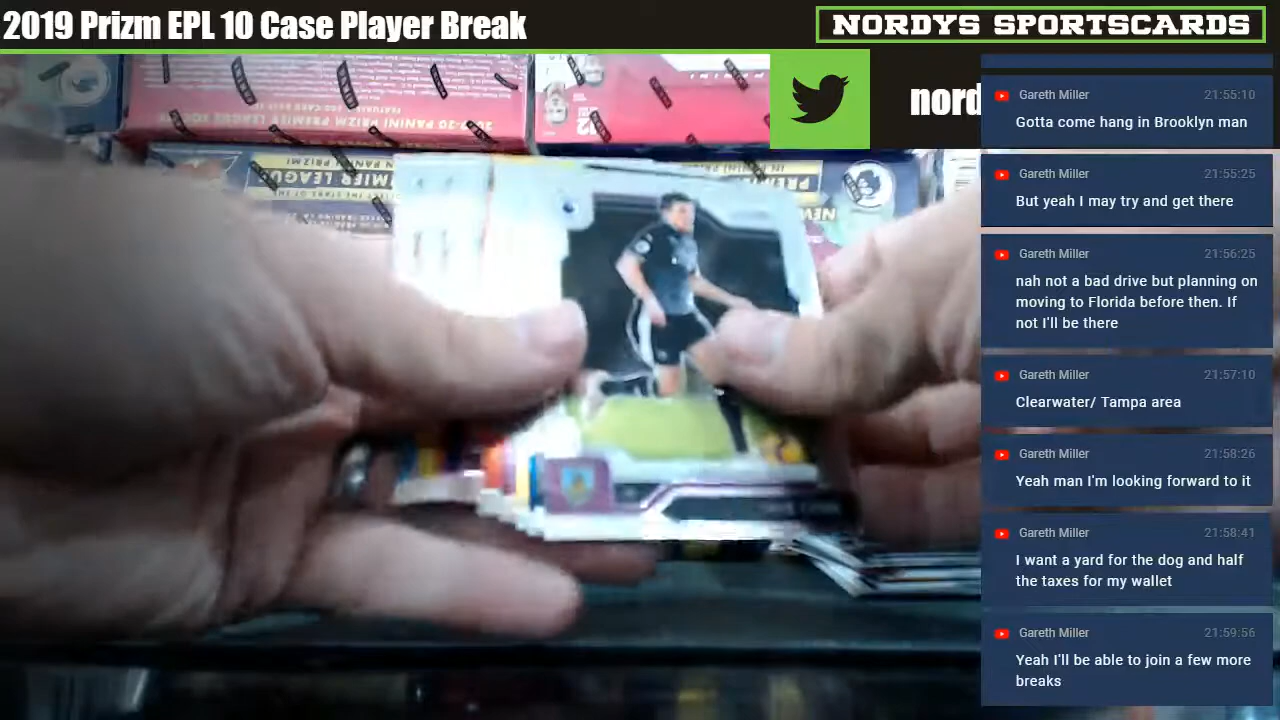 2019 Prizm EPL 10 Case Player Break
NORDYS SPORTSCARDS
nord
Gareth Miller 21:55:10
Gotta come hang in Brooklyn man
Gareth Miller 21:55:25
But yeah I may try and get there
Gareth Miller 21:56:25
nah not a bad drive but planning on
moving to Florida before then. If
not I'll be there
Gareth Miller 21:57:10
Clearwater/ Tampa area
Gareth Miller 21:58:26
Yeah man I'm looking forward to it
Gareth Miller 21:58:41
I want a yard for the dog and half
the taxes for my wallet
Gareth Miller 21:59:56
Yeah I'll be able to join a few more
breaks